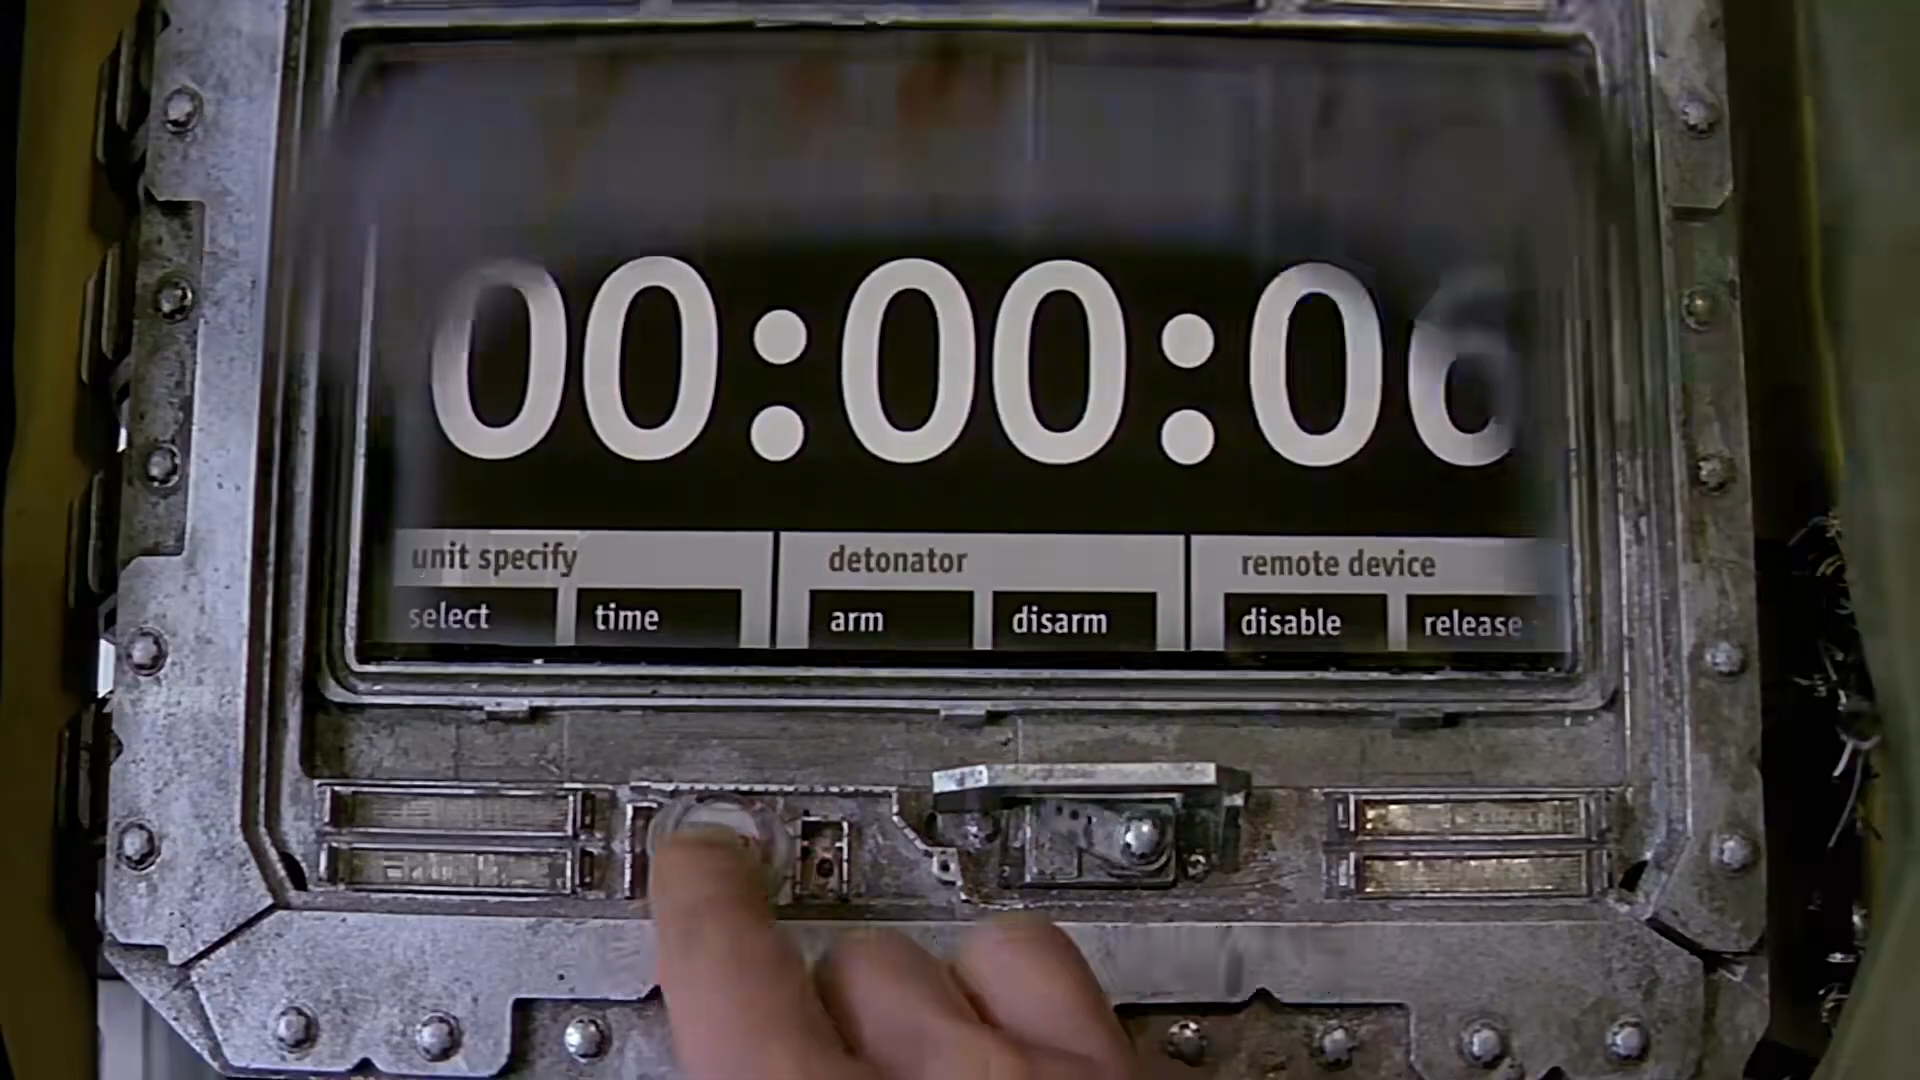 00:00:06
unit specify detonator remote device
select time arm disarm disable release